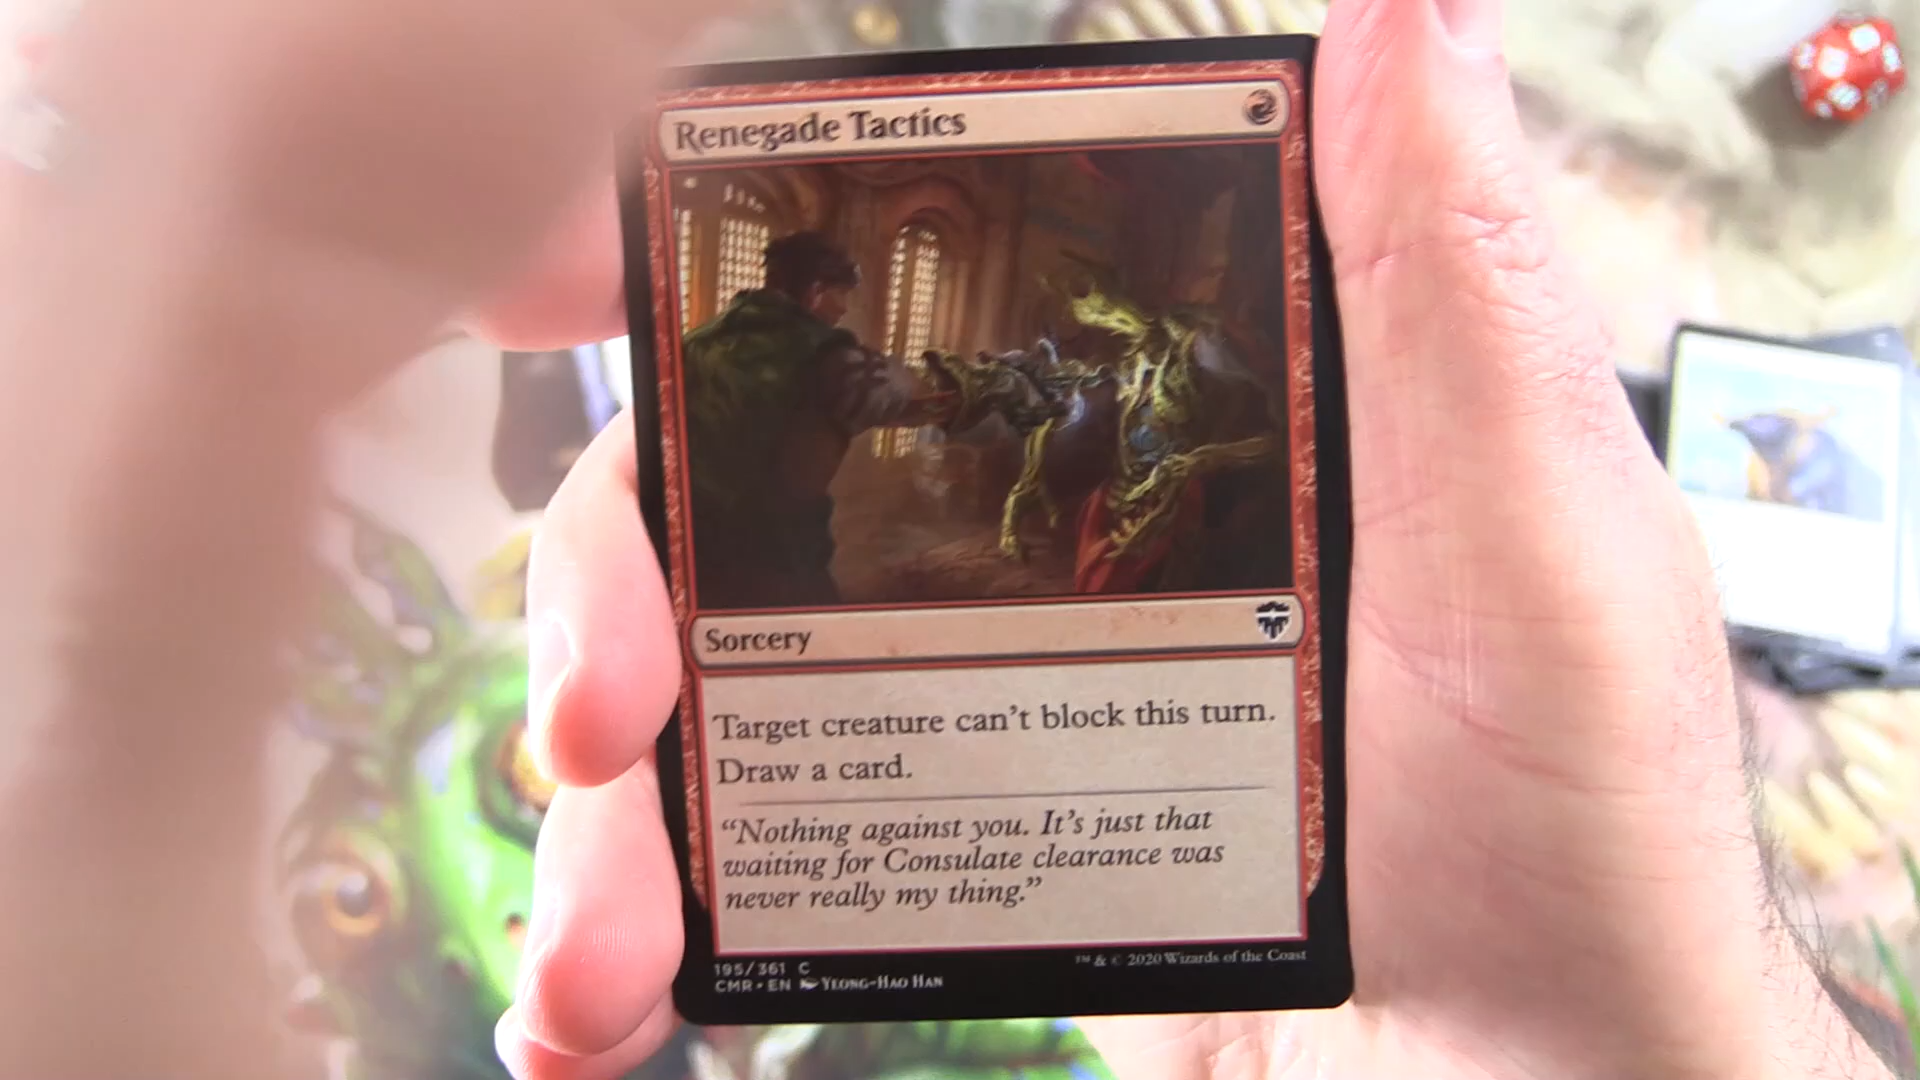 Renegade Tactics
Sorcery
Target creature can't block this turn.
Draw a card.
“Nothing against you. It's just that
waiting for Consulate clearance was
never really my thing.”
195/361 C
™ & © 2020 Wizards of the Coast
CMR • EN Yeong-Hao Han